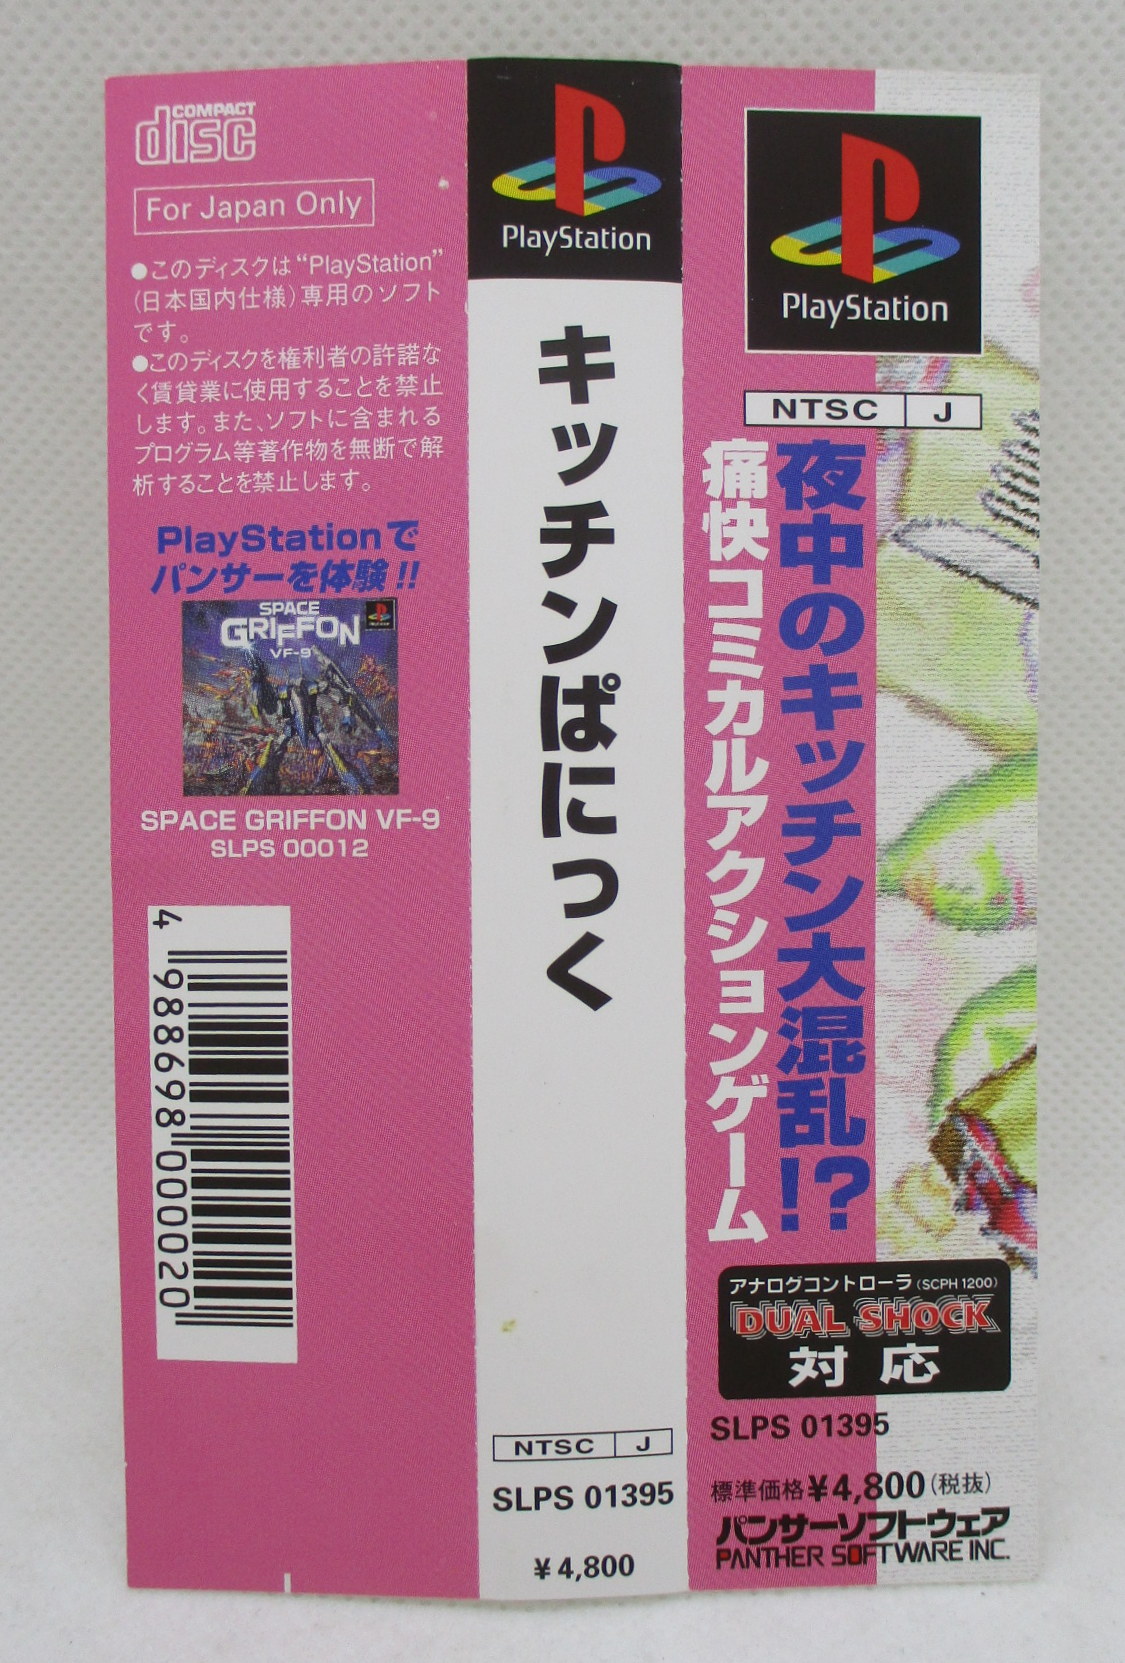 COMPACT
disc
For Japan Only
●このディスクは“PlayStation”
(日本国内仕様)専用のソフト
です。
●このディスクを権利者の許諾な
く賃貸業に使用することを禁止
します。また、ソフトに含まれる
プログラム等著作物を無断で解
析することを禁止します。
PlayStationで
パンサーを体験!!
SPACE
GRIFFON
VF-9
SPACE GRIFFON VF-9
SLPS 00012
4 988698 000020
PlayStation
キッチンぱにっく
NTSC J
SLPS 01395
¥4,800
PlayStation
NTSC J
夜中のキッチン大混乱!?
痛快コミカルアクションゲーム
アナログコントローラ(SCPH 1200)
DUAL SHOCK
対応
SLPS 01395
標準価格¥4,800(税抜)
パンサーソフトウェア
PANTHER SOFTWARE INC.